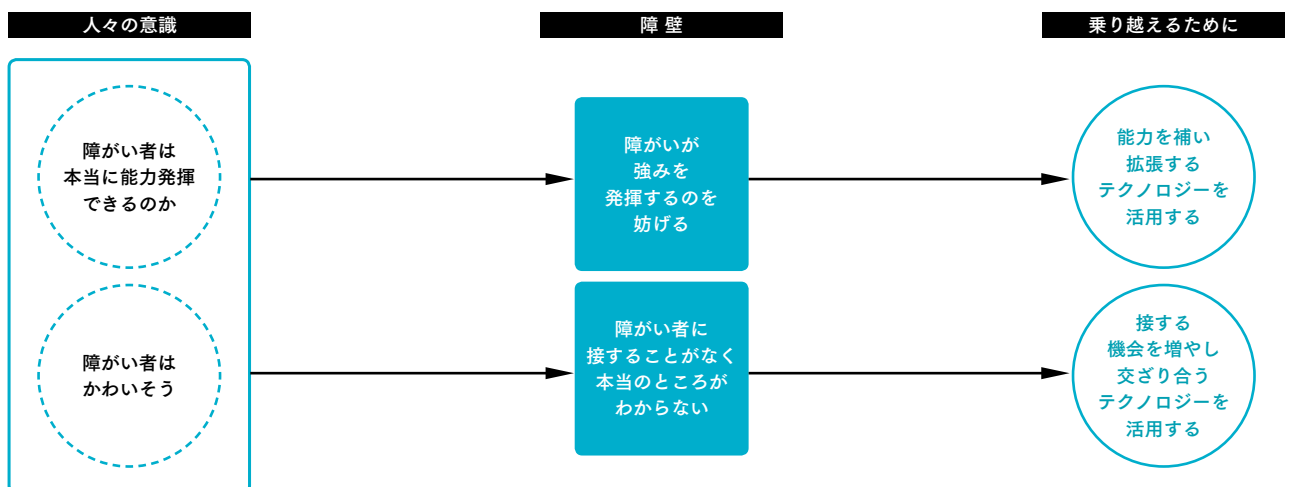 人々の意識
障 壁
乗り越えるために
障がい者は
本当に能力発揮
できるのか
障がいが
強みを
発揮するのを
妨げる
能力を補い
拡張する
テクノロジーを
活用する
障がい者は
かわいそう
障がい者に
接することがなく
本当のところが
わからない
接する
機会を増やし
交ざり合う
テクノロジーを
活用する